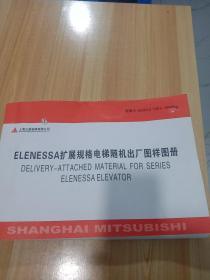 上海三菱电梯有限公司
ELENESSA扩展规格电梯随机出厂图样图册
DELIVERY-ATTACHED MATERIAL FOR SERIES
ELENESSA ELEVATOR
SHANGHAI MITSUBISHI